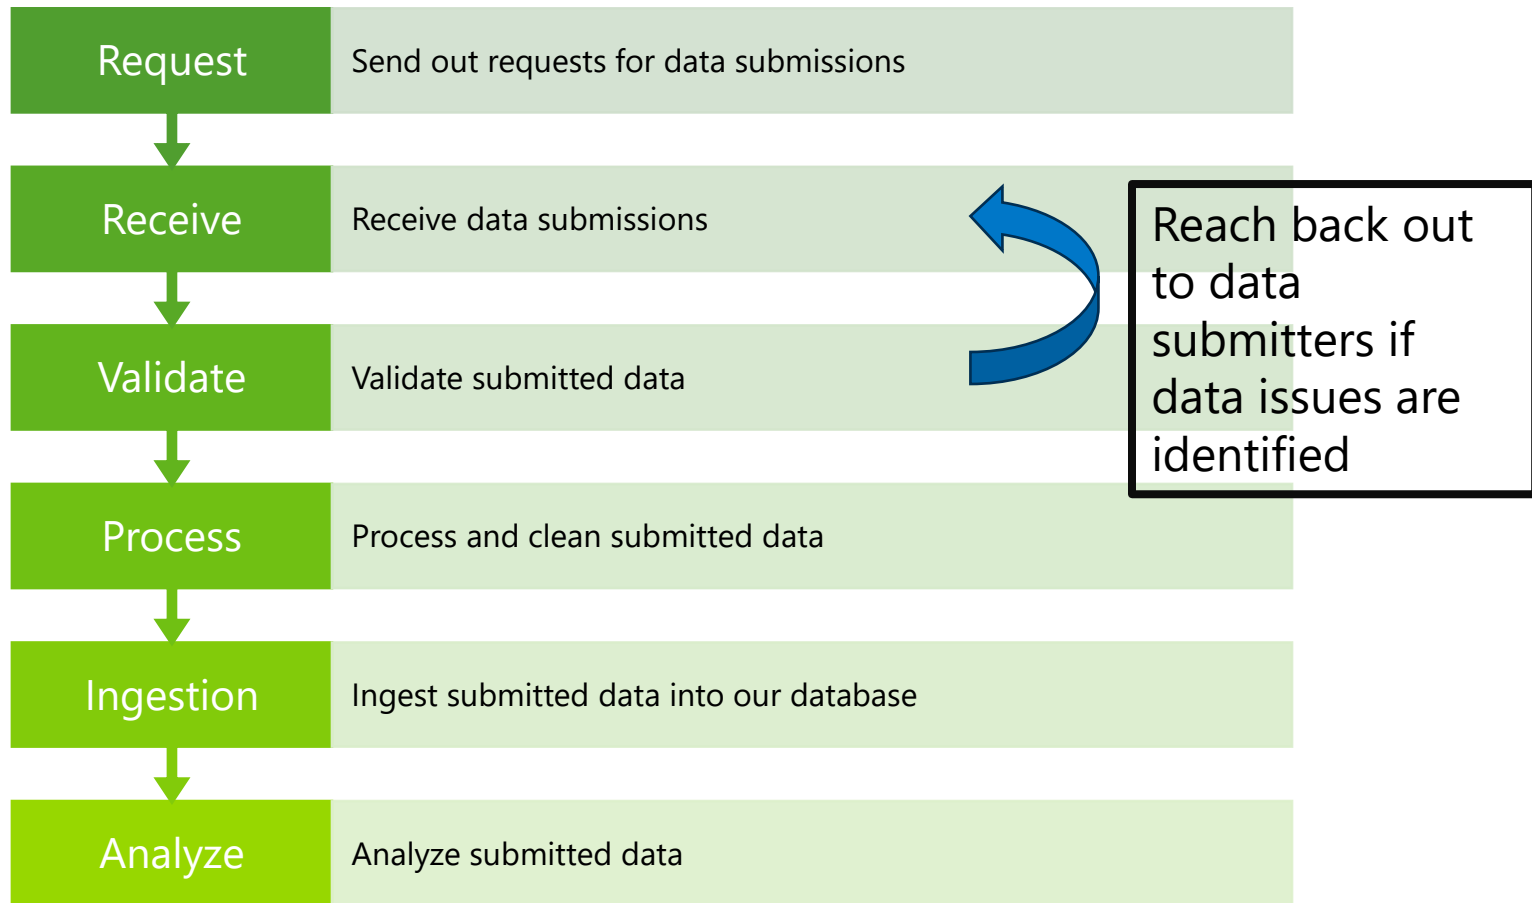 Request
Send out requests for data submissions
Receive
Receive data submissions
Reach back out
to data
submitters if
data issues are
identified
Validate
Validate submitted data
Process
Process and clean submitted data
Ingestion
Ingest submitted data into our database
Analyze
Analyze submitted data